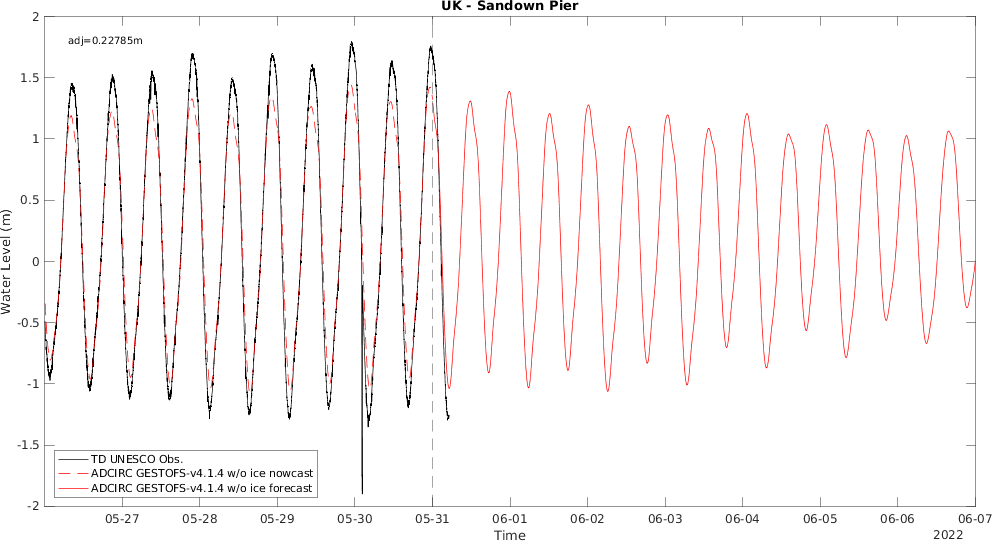 UK - Sandown Pier
adj=0.22785m
2
1.5
1
0.5
0
-0.5
-1
-1.5
-2
Water Level (m)
TD UNESCO Obs.
ADCIRC GESTOFS-v4.1.4 w/o ice nowcast
ADCIRC GESTOFS-v4.1.4 w/o ice forecast
05-27 05-28 05-29 05-30 05-31 06-01 06-02 06-03 06-04 06-05 06-06 06-07
Time
2022